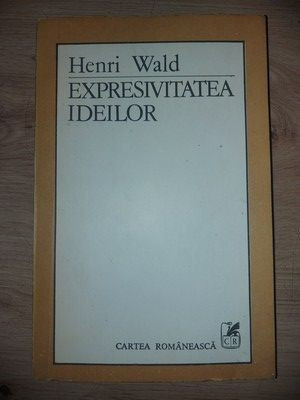 Henri Wald
EXPRESIVITATEA
IDEILOR
CR
CARTEA ROMÂNEASCĂ